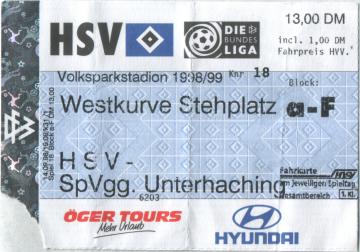 HSV DIE BUNDES LIGA 13,00 DM
incl. 1,00 DM
Fahrpreis HVV.*
Volksparkstadion 1998/99 Knr 18 Block:
Westkurve Stehplatz a-F
HSV-
SpVgg. Unterhaching
6203
Fahrkarte
am jeweiligen Spieltag
Gesamtbereich 1.Kl.
DFB
ÖGER TOURS
Mehr Urlaub
HYUNDAI